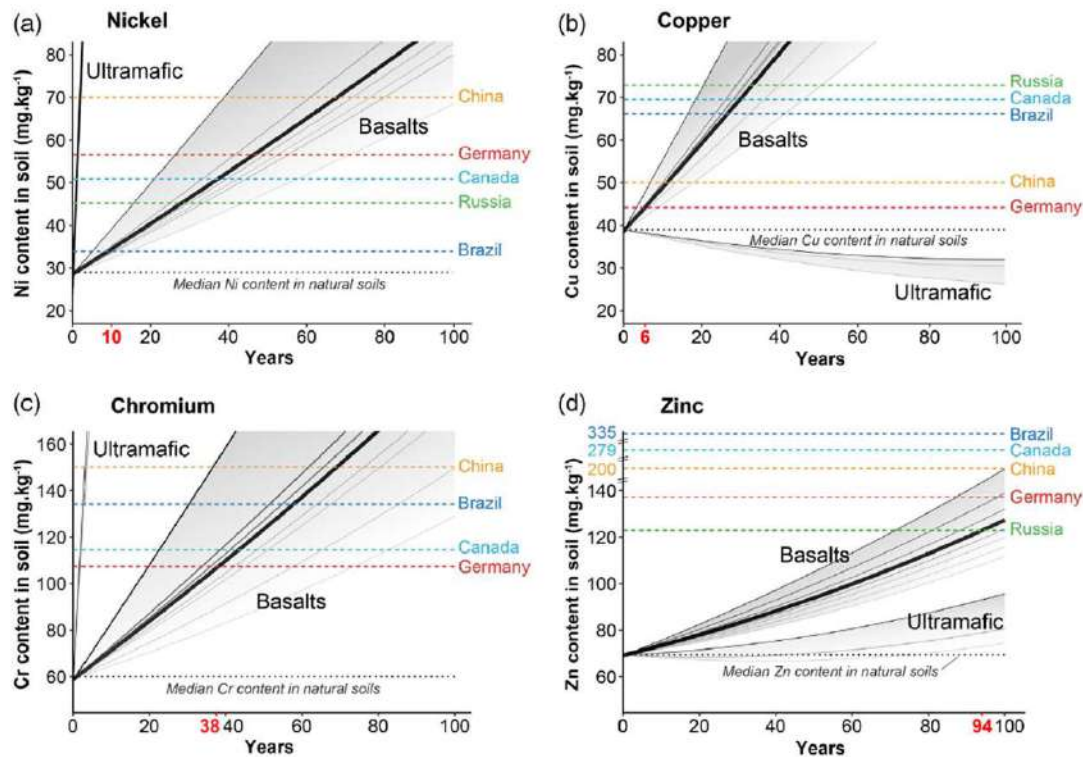 (a) Nickel
Ni content in soil (mg.kg⁻¹)
80
70
60
50
40
30
20
Ultramafic
Basalts
China
Germany
Canada
Russia
Brazil
Median Ni content in natural soils
0 10 20 40 60 80 100
Years
(b) Copper
Cu content in soil (mg.kg⁻¹)
80
70
60
50
40
30
20
Basalts
Russia
Canada
Brazil
China
Germany
Median Cu content in natural soils
Ultramafic
0 6 20 40 60 80 100
Years
(c) Chromium
Cr content in soil (mg.kg⁻¹)
160
140
120
100
80
60
Ultramafic
China
Brazil
Canada
Germany
Basalts
Median Cr content in natural soils
0 20 38 40 60 80 100
Years
(d) Zinc
Zn content in soil (mg.kg⁻¹)
335
279
200
140
120
100
80
60
Brazil
Canada
China
Germany
Russia
Basalts
Ultramafic
Median Zn content in natural soils
0 20 40 60 80 94 100
Years